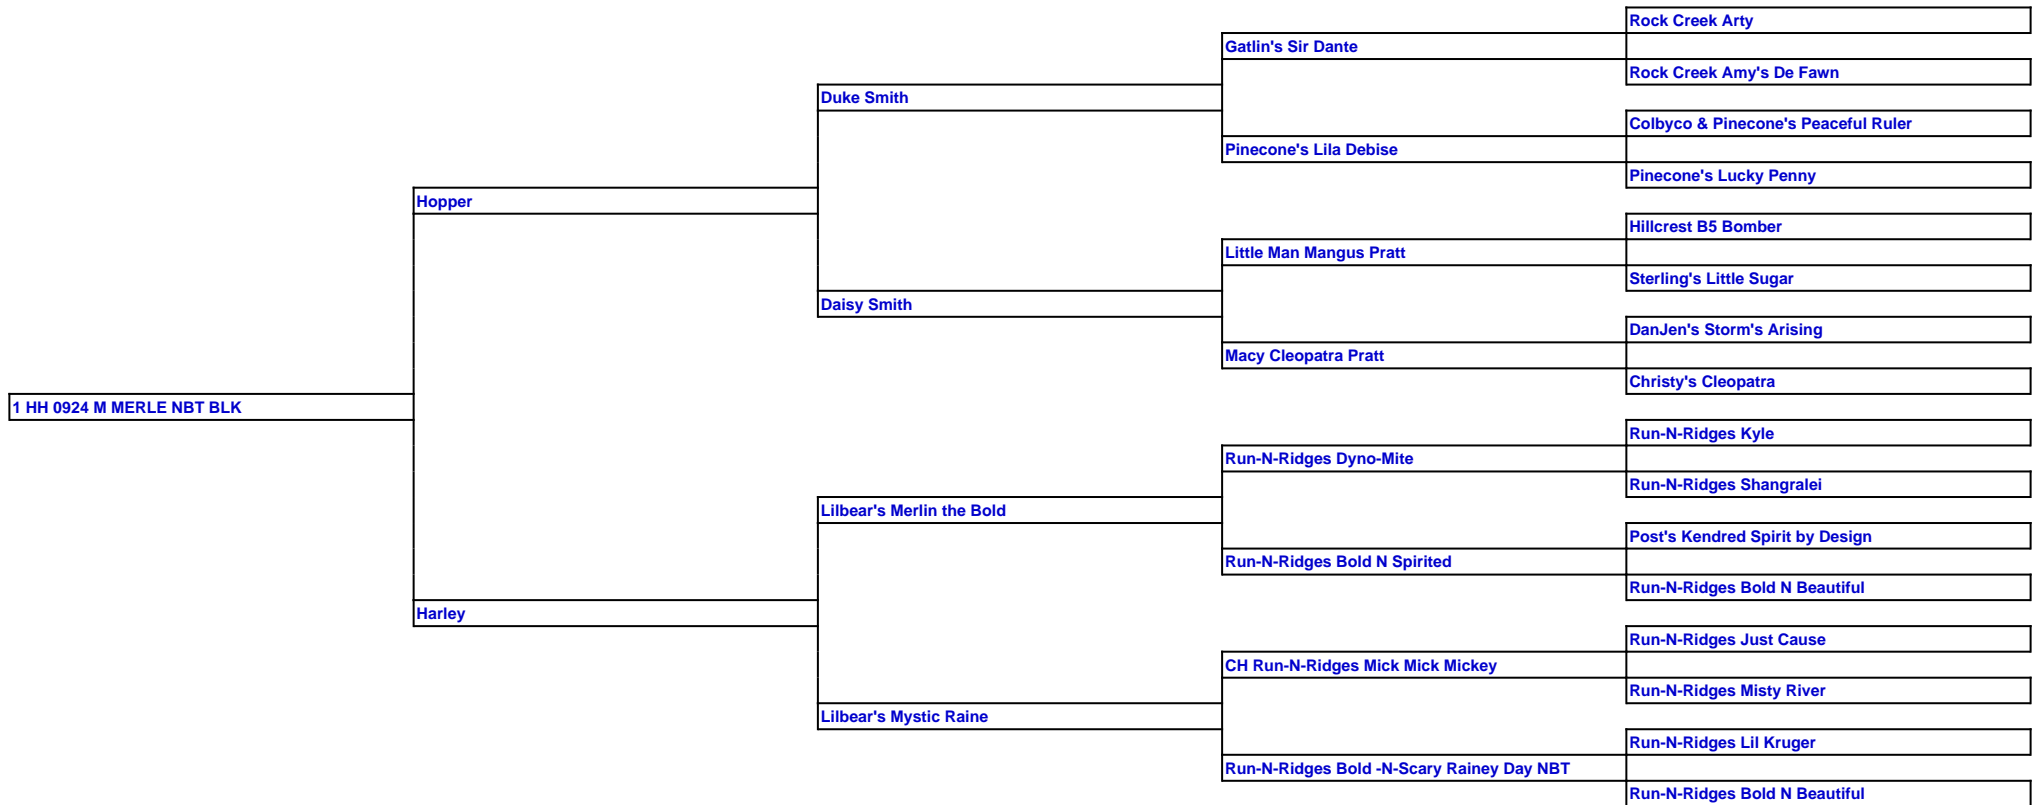 Rock Creek Arty
Gatlin's Sir Dante
Rock Creek Amy's De Fawn
Duke Smith
Colbyco & Pinecone's Peaceful Ruler
Pinecone's Lila Debise
Pinecone's Lucky Penny
Hopper
Hillcrest B5 Bomber
Little Man Mangus Pratt
Sterling's Little Sugar
Daisy Smith
DanJen's Storm's Arising
Macy Cleopatra Pratt
Christy's Cleopatra
1 HH 0924 M MERLE NBT BLK
Run-N-Ridges Kyle
Run-N-Ridges Dyno-Mite
Run-N-Ridges Shangralei
Lilbear's Merlin the Bold
Post's Kendred Spirit by Design
Run-N-Ridges Bold N Spirited
Run-N-Ridges Bold N Beautiful
Harley
Run-N-Ridges Just Cause
CH Run-N-Ridges Mick Mick Mickey
Run-N-Ridges Misty River
Lilbear's Mystic Raine
Run-N-Ridges Lil Kruger
Run-N-Ridges Bold -N-Scary Rainey Day NBT
Run-N-Ridges Bold N Beautiful